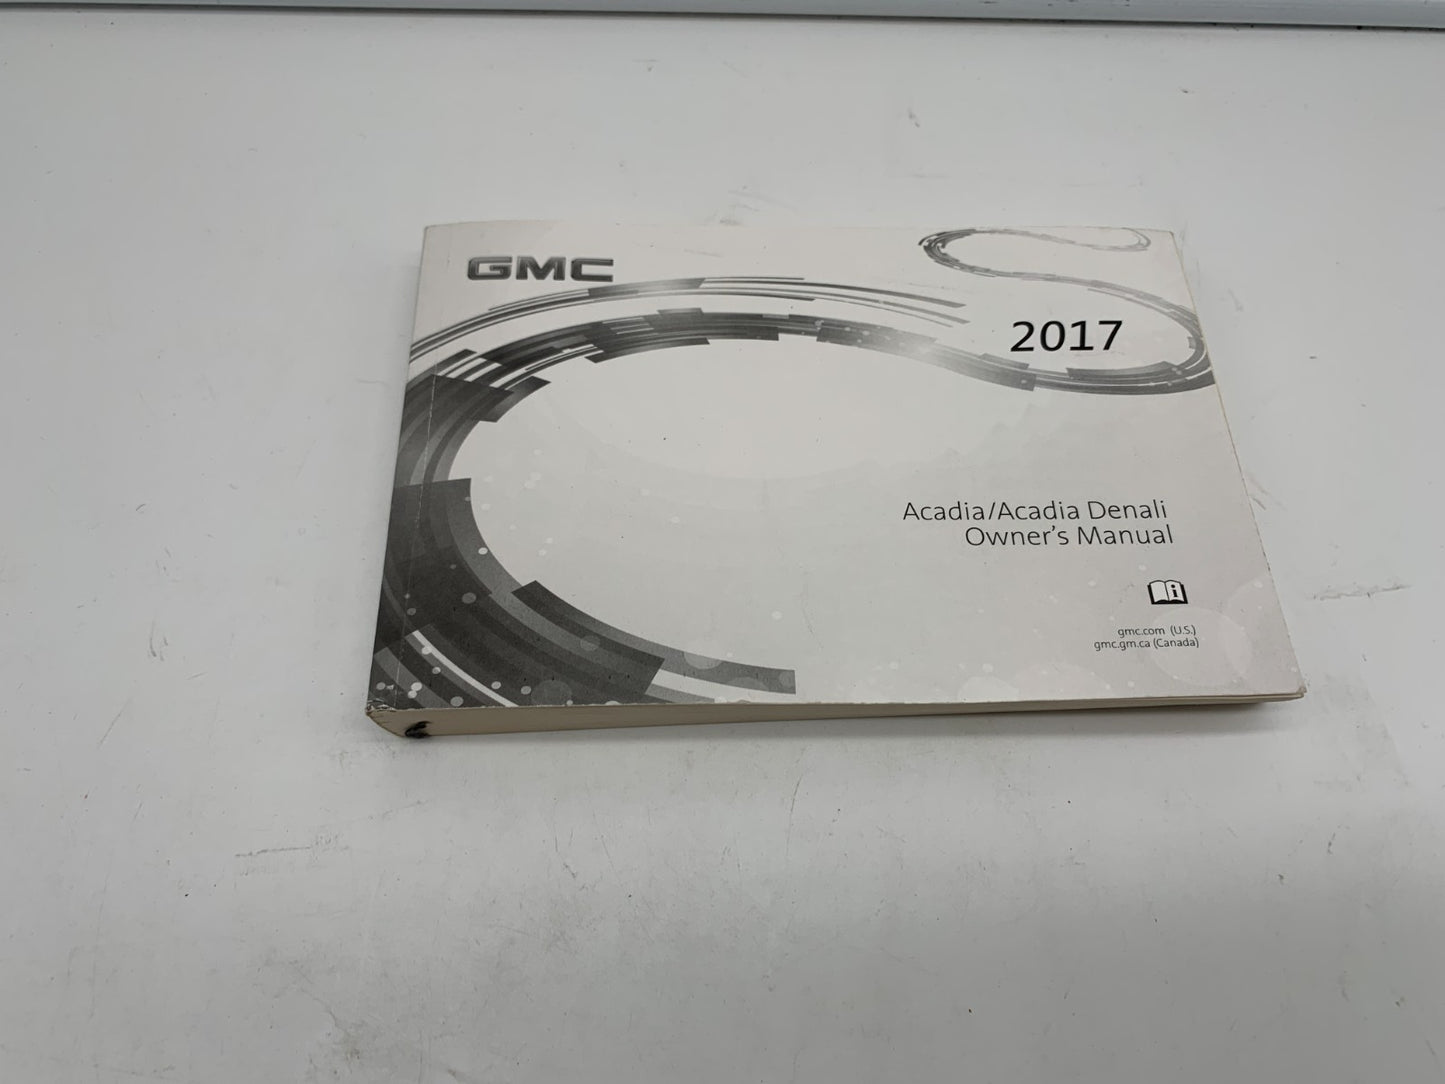 GMC
2017
Acadia/Acadia Denali
Owner's Manual
i
gmc.com (U.S.)
gmc.gm.ca (Canada)